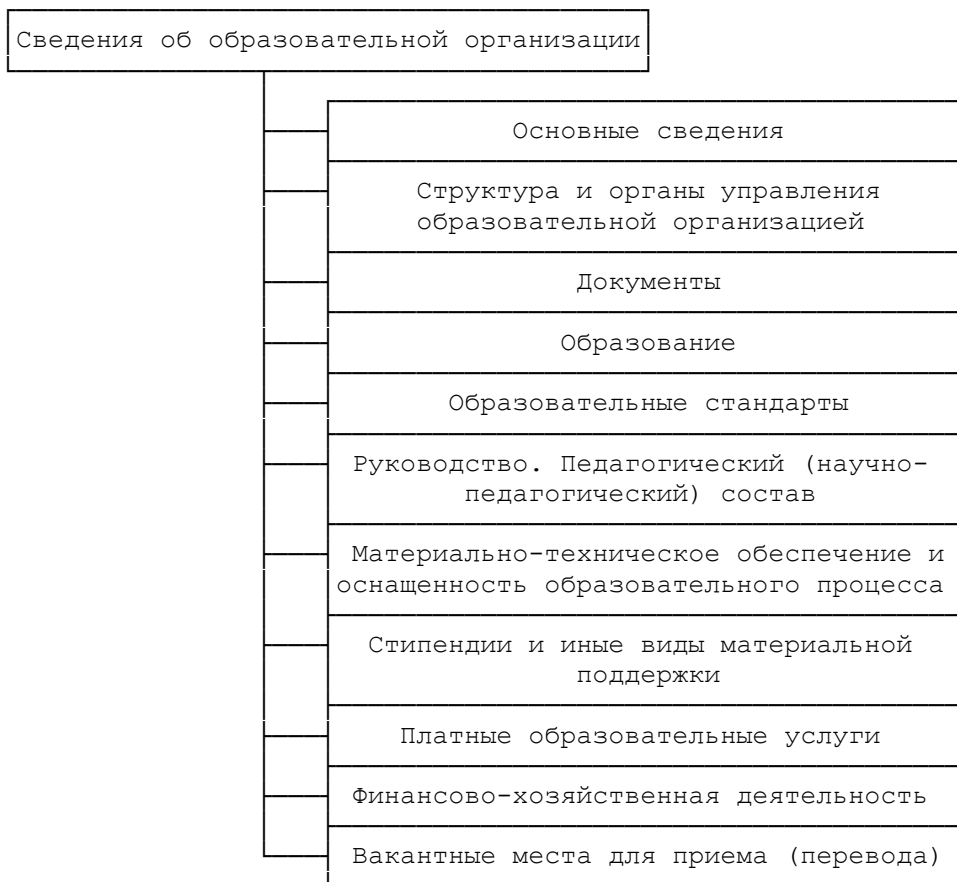 Сведения об образовательной организации
Основные сведения
Структура и органы управления
образовательной организацией
Документы
Образование
Образовательные стандарты
Руководство. Педагогический (научно-
педагогический) состав
Материально-техническое обеспечение и
оснащенность образовательного процесса
Стипендии и иные виды материальной
поддержки
Платные образовательные услуги
Финансово-хозяйственная деятельность
Вакантные места для приема (перевода)